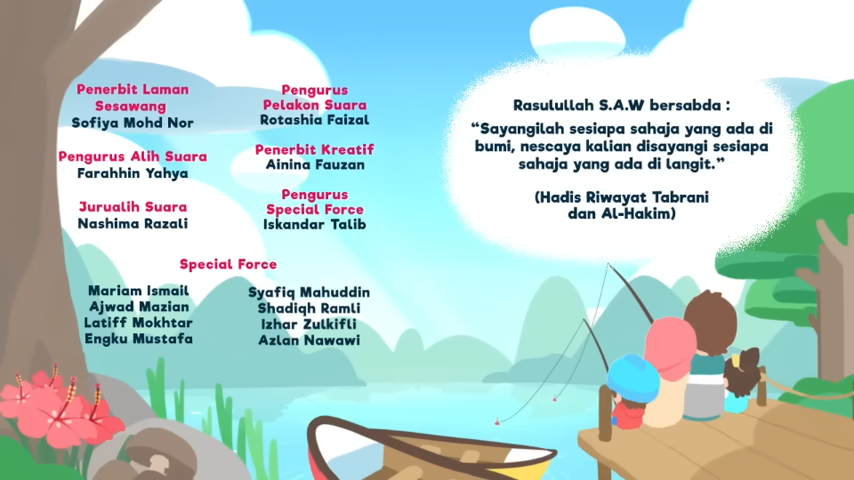 Penerbit Laman
Sesawang
Sofiya Mohd Nor
Pengurus Alih Suara
Farahhin Yahya
Jurualih Suara
Nashima Razali
Pengurus
Pelakon Suara
Rotashia Faizal
Penerbit Kreatif
Ainina Fauzan
Pengurus
Special Force
Iskandar Talib
Special Force
Mariam Ismail
Ajwad Mazian
Latiff Mokhtar
Engku Mustafa
Syafiq Mahuddin
Shadiqh Ramli
Izhar Zulkifli
Azlan Nawawi
Rasulullah S.A.W bersabda :
“Sayangilah sesiapa sahaja yang ada di
bumi, nescaya kalian disayangi sesiapa
sahaja yang ada di langit.”
(Hadis Riwayat Tabrani
dan Al-Hakim)